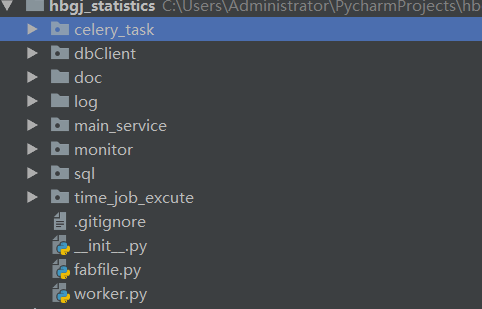 hbgj_statistics C:\Users\Administrator\PycharmProjects\hb
celery_task
dbClient
doc
log
main_service
monitor
sql
time_job_excute
.gitignore
__init__.py
fabfile.py
worker.py